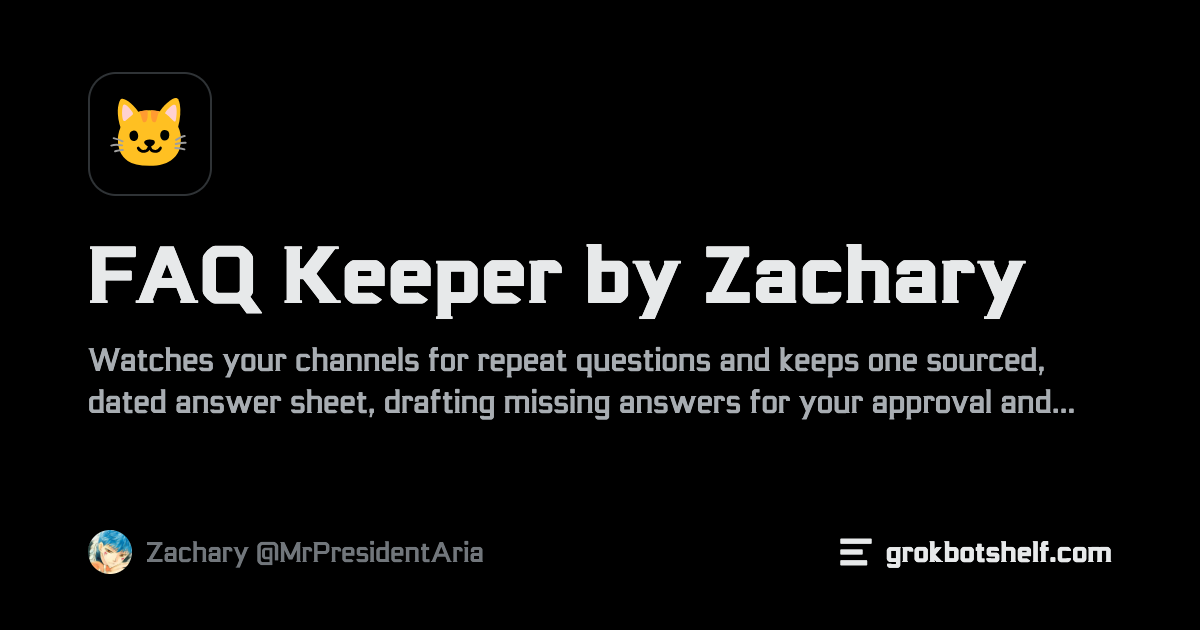 FAQ Keeper by Zachary
Watches your channels for repeat questions and keeps one sourced,
dated answer sheet, drafting missing answers for your approval and...
Zachary @MrPresidentAria
grokbotshelf.com